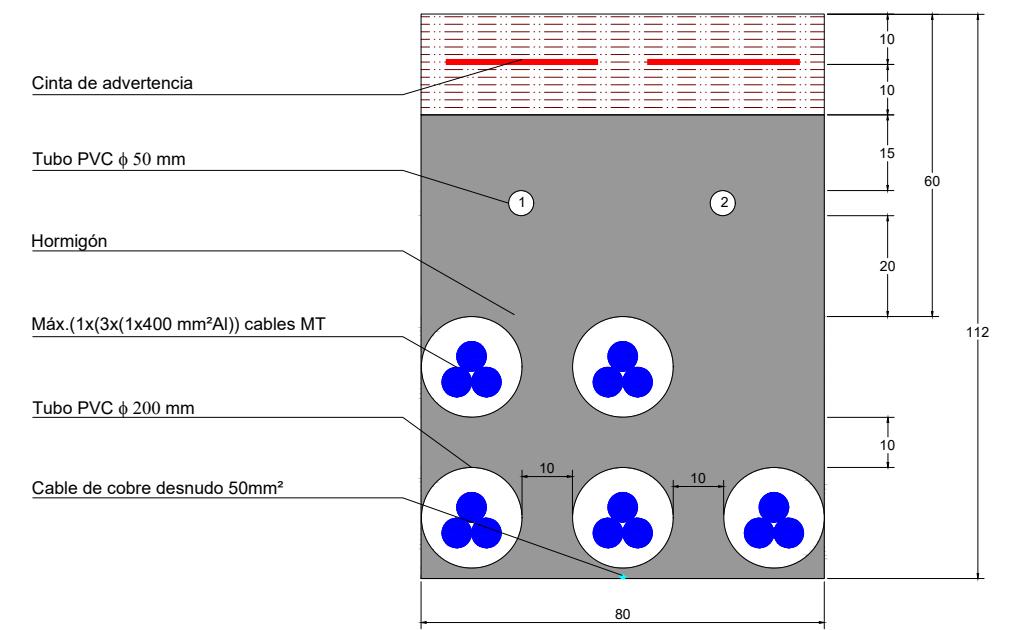 10
Cinta de advertencia
10
Tubo PVC ϕ 50 mm
15
60
1
2
Hormigón
20
Máx.(1x(3x(1x400 mm²Al)) cables MT
112
Tubo PVC ϕ 200 mm
10
Cable de cobre desnudo 50mm²
10
10
80